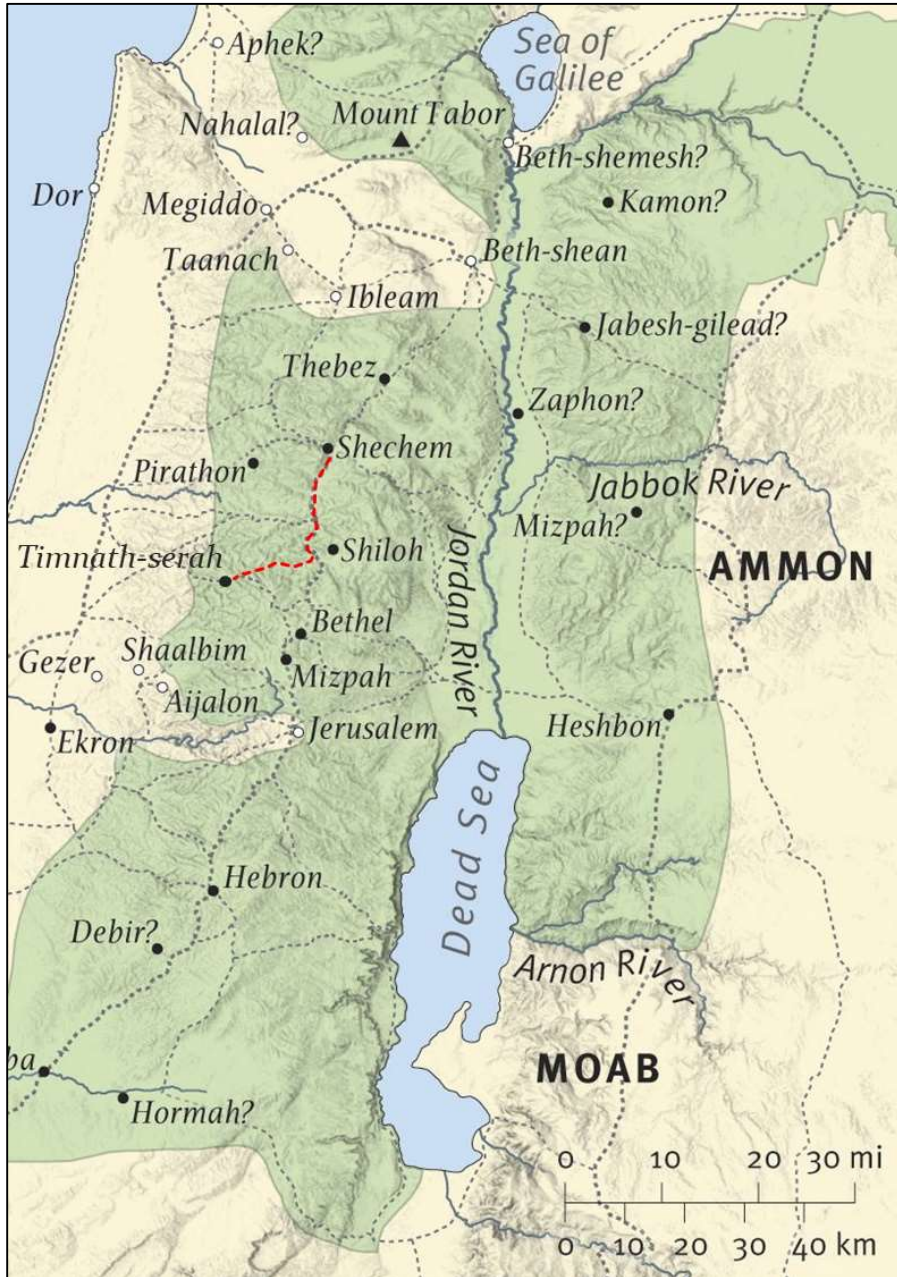 Aphek?
Sea of
Galilee
Mount Tabor
Nahalal?
Beth-shemesh?
Dor
Megiddo
Kamon?
Taanach
Beth-shean
Ibleam
Jabesh-gilead?
Thebez
Zaphon?
Shechem
Pirathon
Jabbok River
Mizpah?
Timnath-serah
Shiloh
Jordan River
AMMON
Bethel
Shaalbim
Gezer
Mizpah
Aijalon
Jerusalem
Heshbon
Ekron
Dead Sea
Hebron
Debir?
Arnon River
ba
MOAB
Hormah?
0 10 20 30 mi
0 10 20 30 40 km